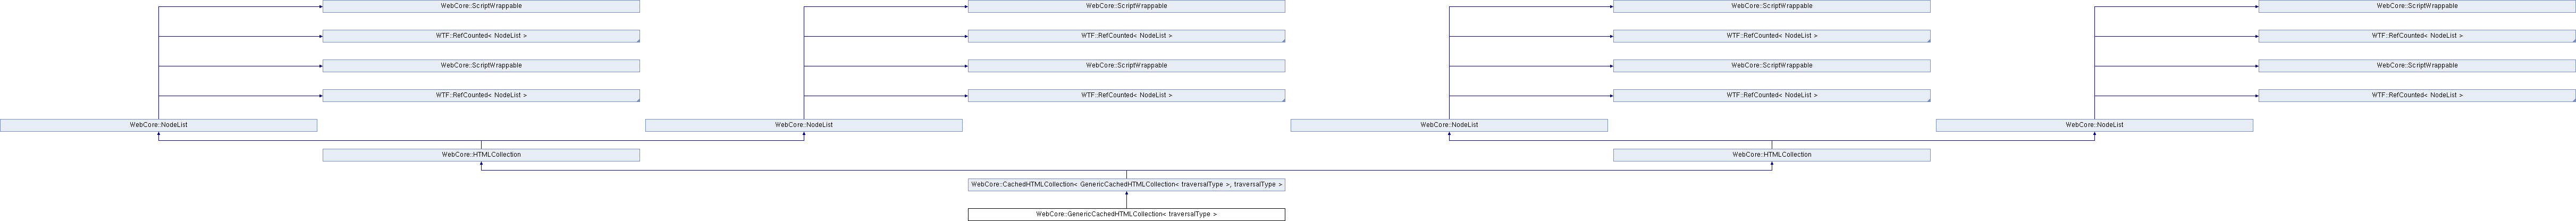 WebCore::ScriptWrappable WebCore::ScriptWrappable WebCore::ScriptWrappable WebCore::ScriptWrappable
WTF::RefCounted< NodeList > WTF::RefCounted< NodeList > WTF::RefCounted< NodeList > WTF::RefCounted< NodeList >
WebCore::ScriptWrappable WebCore::ScriptWrappable WebCore::ScriptWrappable WebCore::ScriptWrappable
WTF::RefCounted< NodeList > WTF::RefCounted< NodeList > WTF::RefCounted< NodeList > WTF::RefCounted< NodeList >
WebCore::NodeList WebCore::NodeList WebCore::NodeList WebCore::NodeList
WebCore::HTMLCollection WebCore::HTMLCollection
WebCore::CachedHTMLCollection< GenericCachedHTMLCollection< traversalType >, traversalType >
WebCore::GenericCachedHTMLCollection< traversalType >